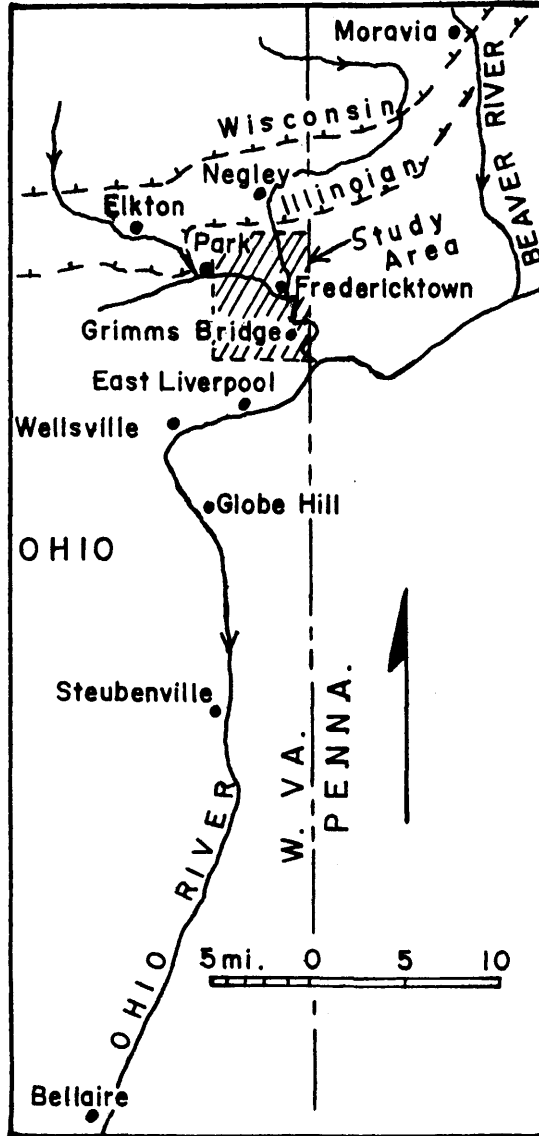 Moravia
BEAVER RIVER
Wisconsin
Negley
Illinoian
Elkton
Park
Study
Area
Fredericktown
Grimms Bridge
East Liverpool
Wellsville
Globe Hill
OHIO
Steubenville
W. VA.
PENNA.
OHIO RIVER
5mi. 0 5 10
Bellaire